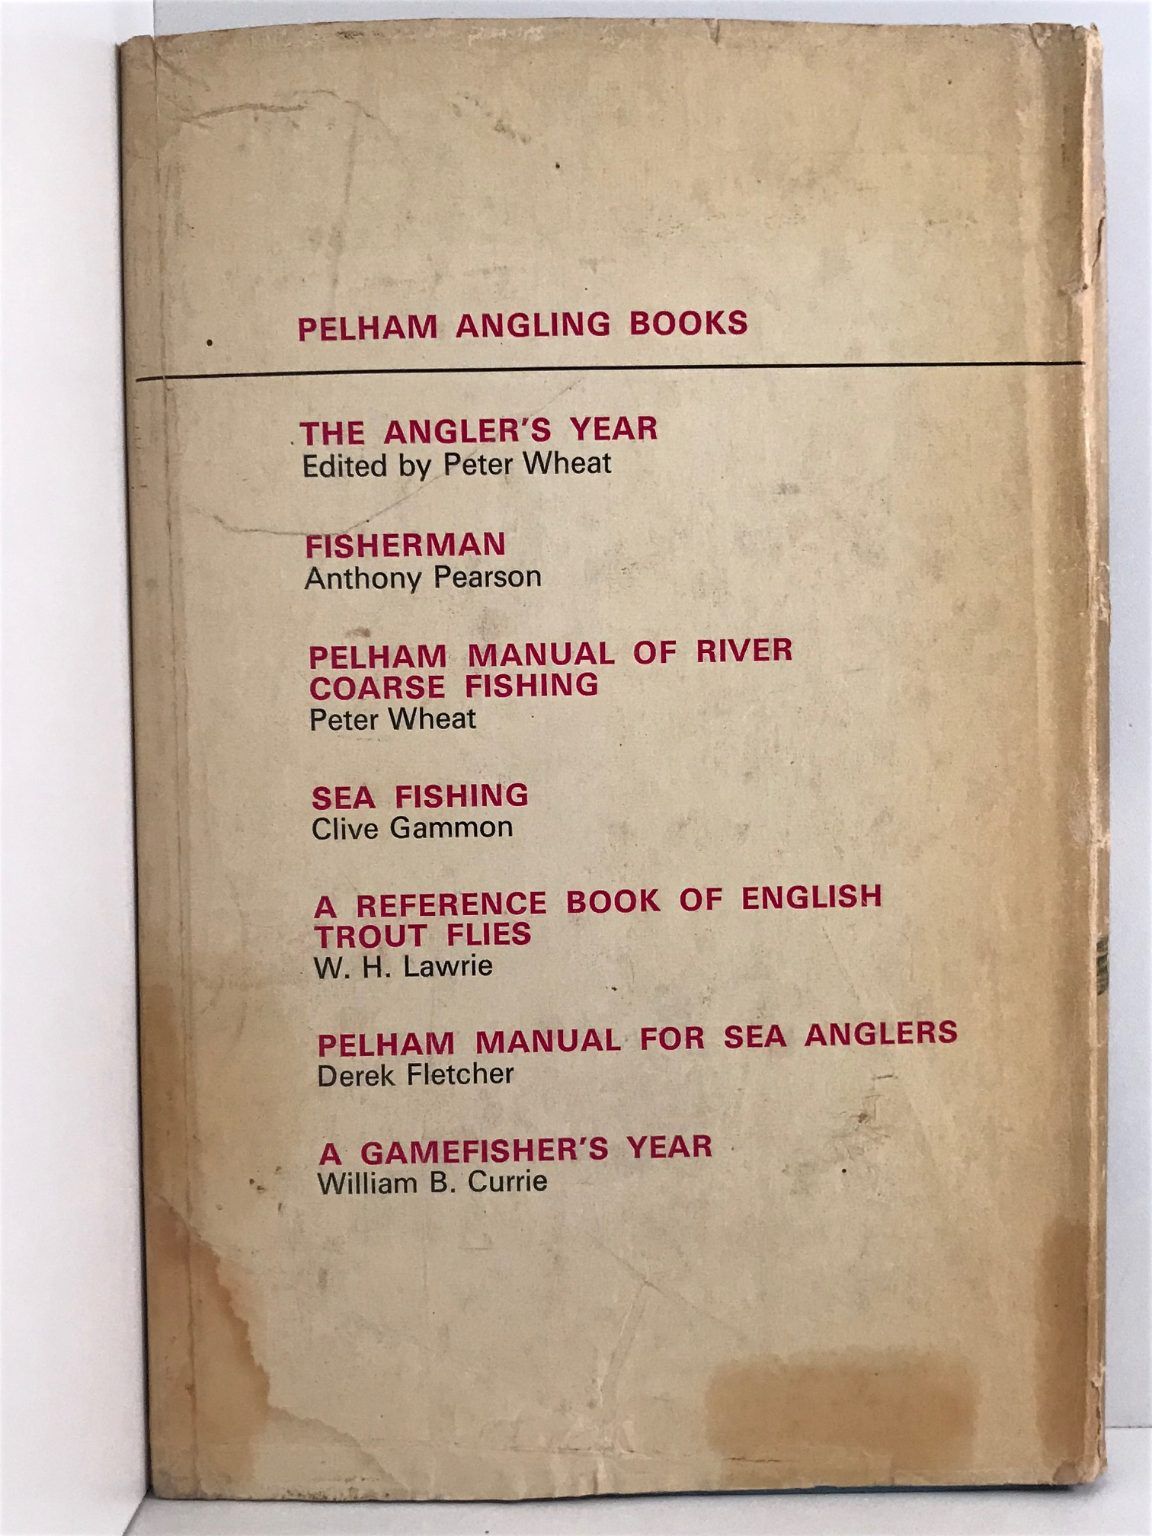 PELHAM ANGLING BOOKS
THE ANGLER'S YEAR
Edited by Peter Wheat
FISHERMAN
Anthony Pearson
PELHAM MANUAL OF RIVER
COARSE FISHING
Peter Wheat
SEA FISHING
Clive Gammon
A REFERENCE BOOK OF ENGLISH
TROUT FLIES
W. H. Lawrie
PELHAM MANUAL FOR SEA ANGLERS
Derek Fletcher
A GAMEFISHER'S YEAR
William B. Currie